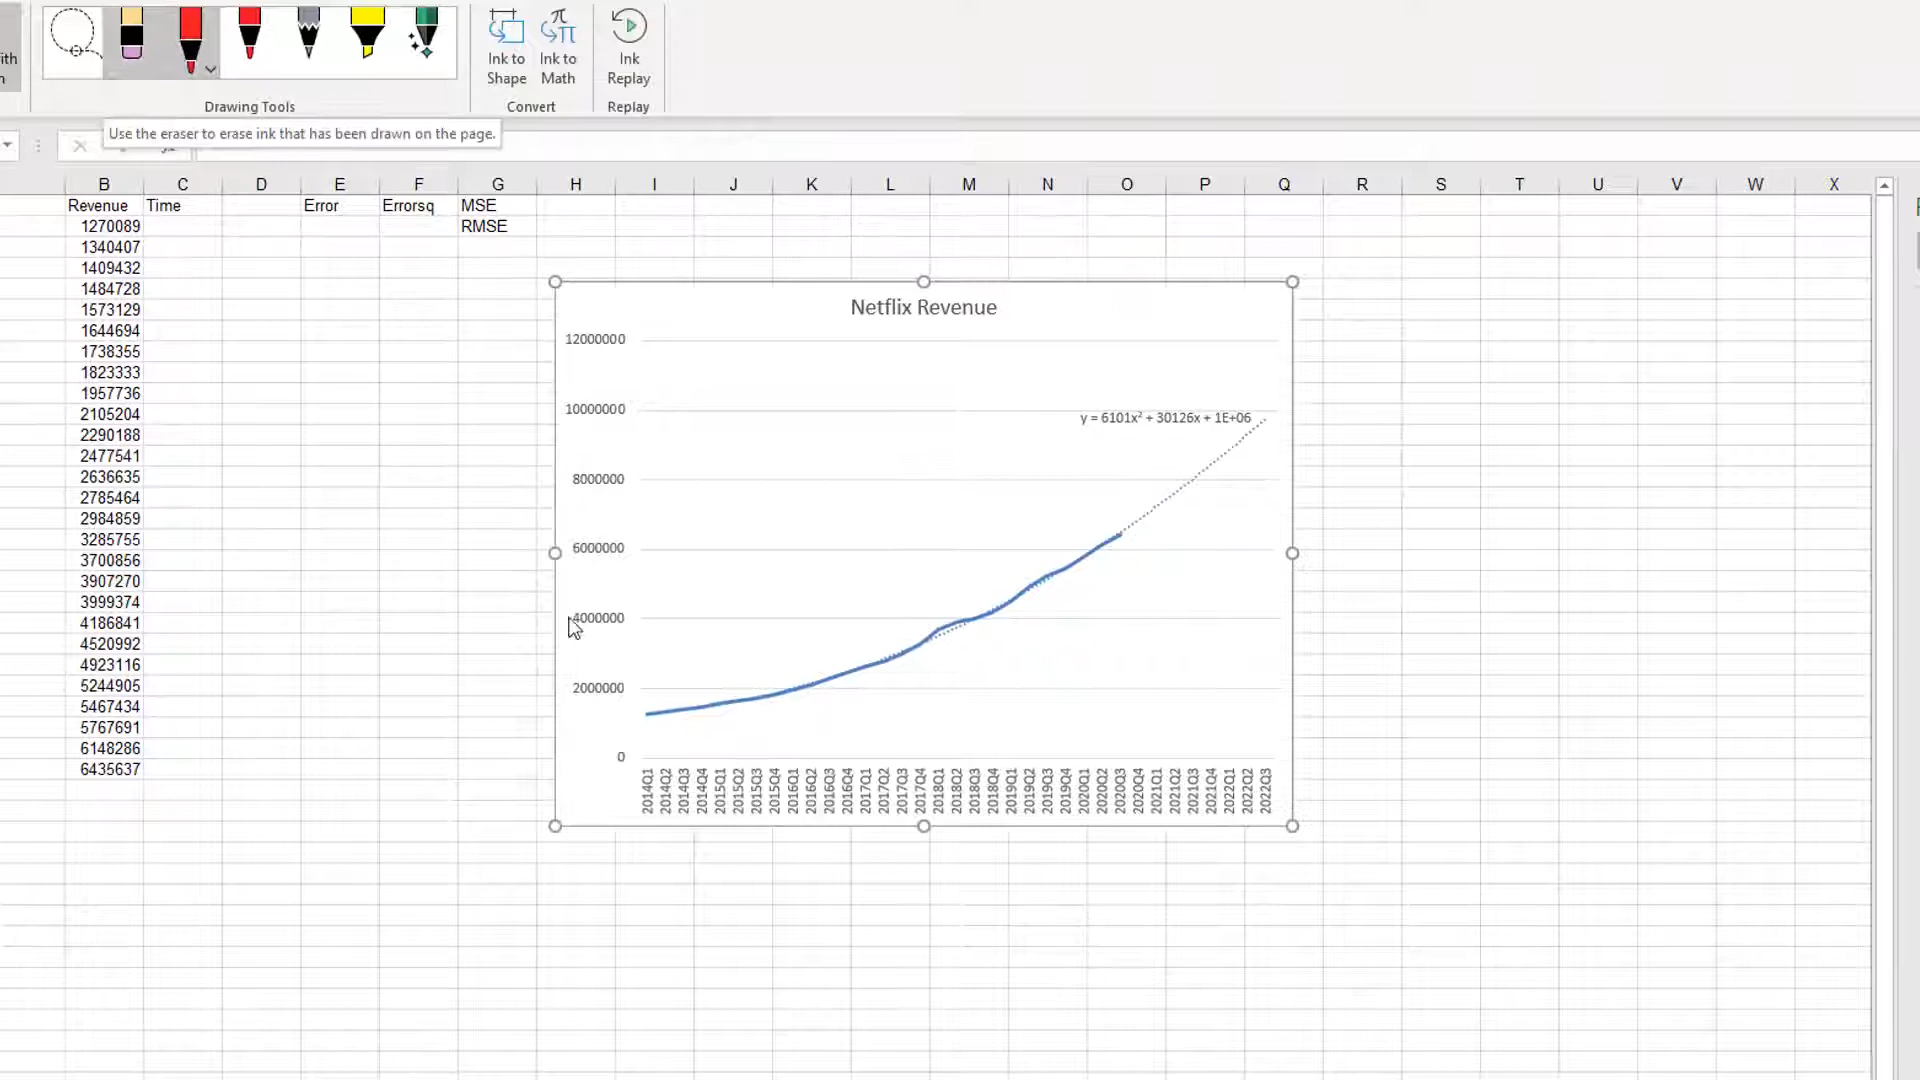 ith
n
Ink to Shape
Ink to Math
Ink Replay
Drawing Tools
Convert
Replay
Use the eraser to erase ink that has been drawn on the page.
B C D E F G H I J K L M N O P Q R S T U V W X
Revenue Time Error Errorsq MSE
1270089 RMSE
1340407
1409432
1484728
1573129
1644694
1738355
1823333
1957736
2105204
2290188
2477541
2636635
2785464
2984859
3285755
3700856
3907270
3999374
4186841
4520992
4923116
5244905
5467434
5767691
6148286
6435637
Netflix Revenue
12000000
10000000
y = 6101x² + 30126x + 1E+06
8000000
6000000
4000000
2000000
0
2014Q1 2014Q2 2014Q3 2014Q4 2015Q1 2015Q2 2015Q3 2015Q4 2016Q1 2016Q2 2016Q3 2016Q4 2017Q1 2017Q2 2017Q3 2017Q4 2018Q1 2018Q2 2018Q3 2018Q4 2019Q1 2019Q2 2019Q3 2019Q4 2020Q1 2020Q2 2020Q3 2020Q4 2021Q1 2021Q2 2021Q3 2021Q4 2022Q1 2022Q2 2022Q3